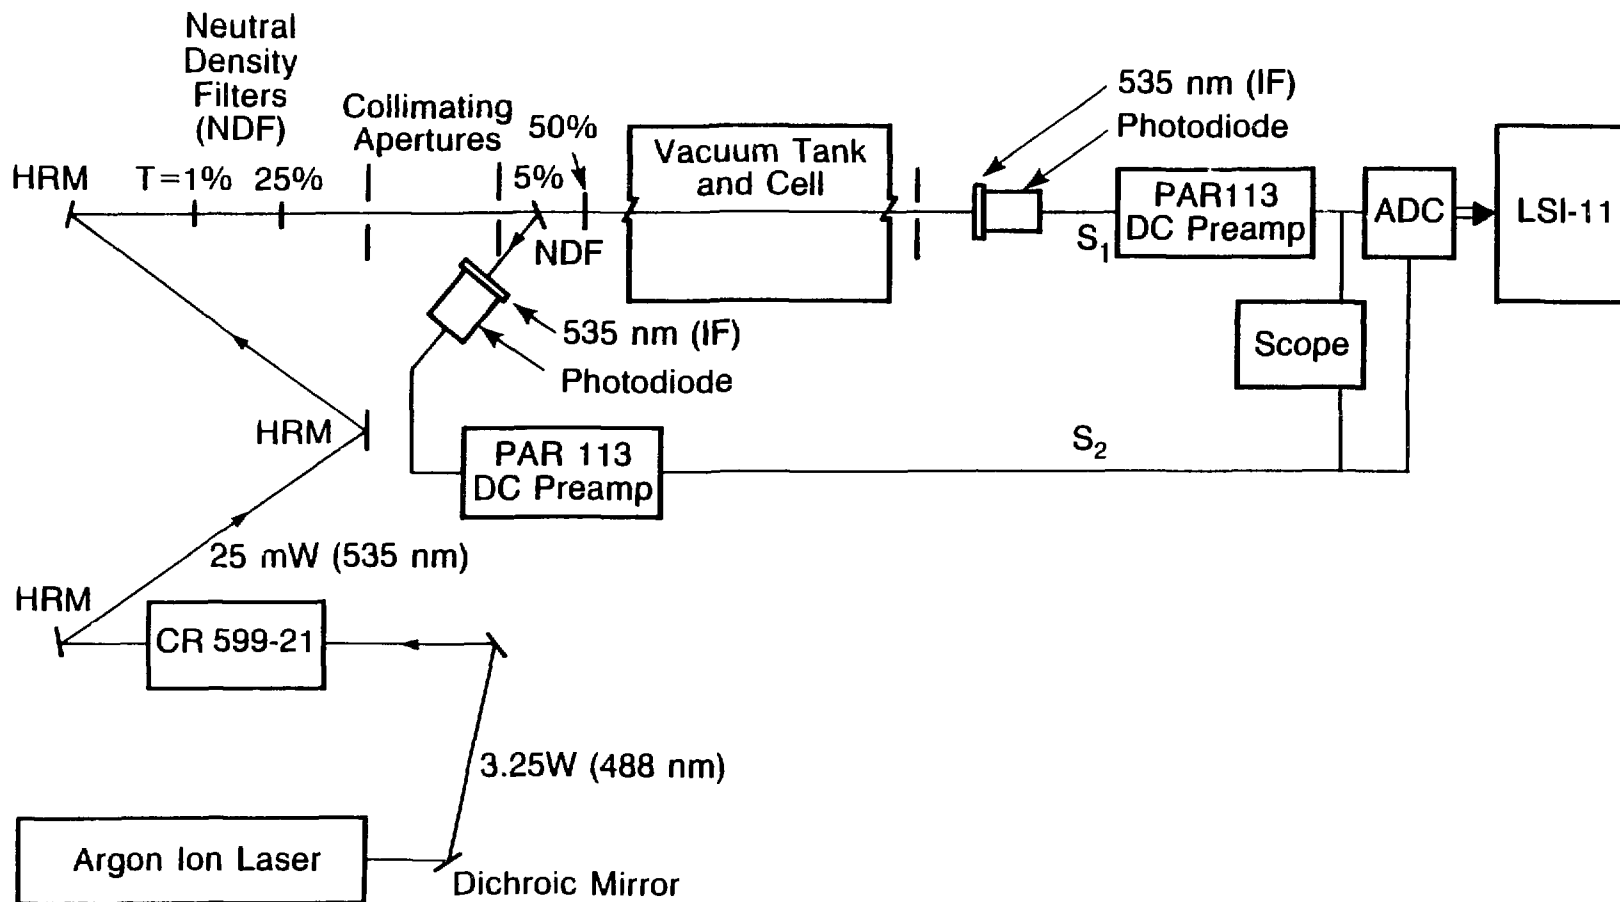 Neutral
Density
Filters
(NDF)
Collimating
Apertures
50%
535 nm (IF)
Photodiode
HRM
T=1%
25%
5%
NDF
Vacuum Tank
and Cell
S1
PAR113
DC Preamp
ADC
LSI-11
535 nm (IF)
Photodiode
Scope
HRM
PAR 113
DC Preamp
S2
25 mW (535 nm)
HRM
CR 599-21
3.25W (488 nm)
Argon Ion Laser
Dichroic Mirror